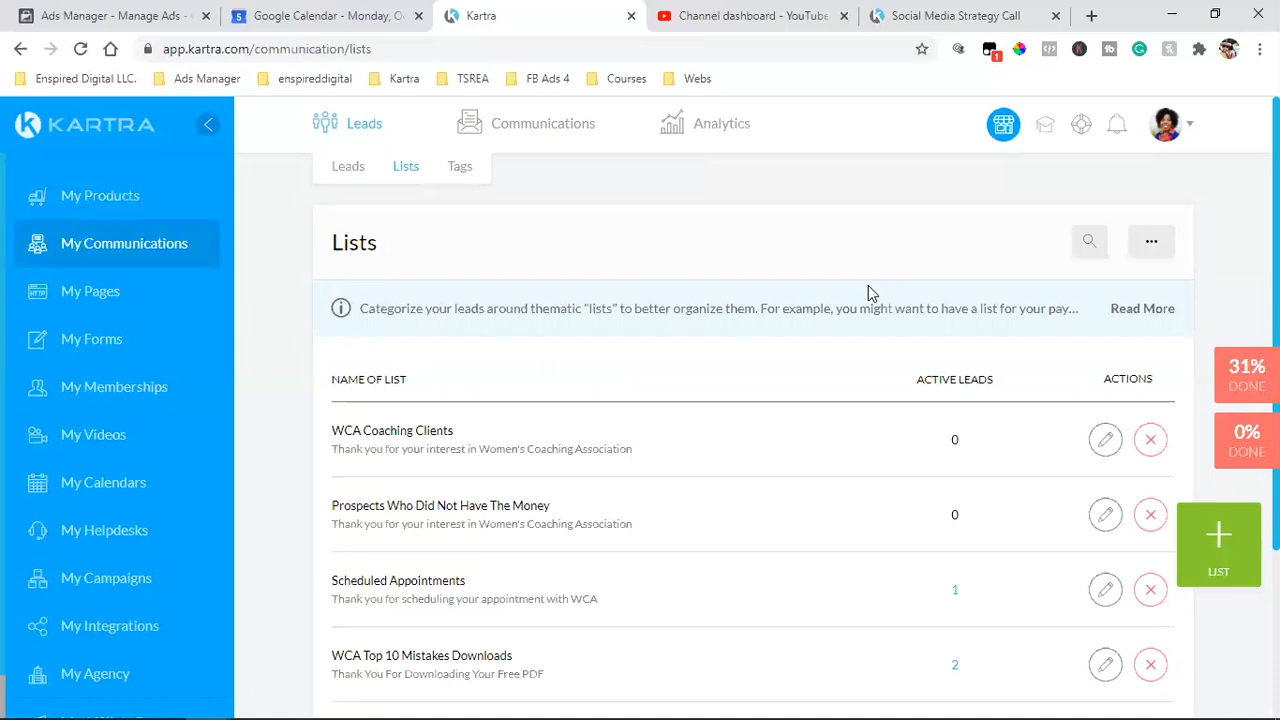 Ads Manager - Manage Ads -
Google Calendar - Monday,
Kartra
Channel dashboard - YouTube
Social Media Strategy Call
app.kartra.com/communication/lists
1
Enspired Digital LLC.
Ads Manager
enspireddigital
Kartra
TSREA
FB Ads 4
Courses
Webs
KARTRA
Leads
Communications
Analytics
Leads
Lists
Tags
My Products
My Communications
My Pages
My Forms
My Memberships
My Videos
My Calendars
My Helpdesks
My Campaigns
My Integrations
My Agency
Lists
...
Categorize your leads around thematic "lists" to better organize them. For example, you might want to have a list for your pay...
Read More
NAME OF LIST
ACTIVE LEADS
ACTIONS
WCA Coaching Clients
Thank you for your interest in Women's Coaching Association
0
Prospects Who Did Not Have The Money
Thank you for your interest in Women's Coaching Association
0
Scheduled Appointments
Thank you for scheduling your appointment with WCA
1
WCA Top 10 Mistakes Downloads
Thank You For Downloading Your Free PDF
2
31%
DONE
0%
DONE
LIST